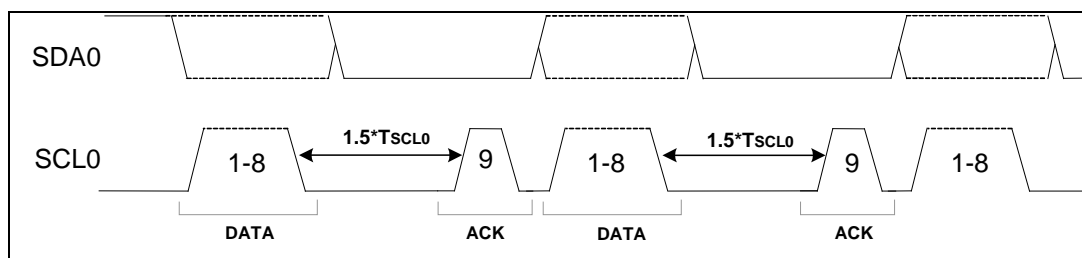 SDA0
1.5*TSCL0 1.5*TSCL0
SCL0 1-8 9 1-8 9 1-8
DATA ACK DATA ACK